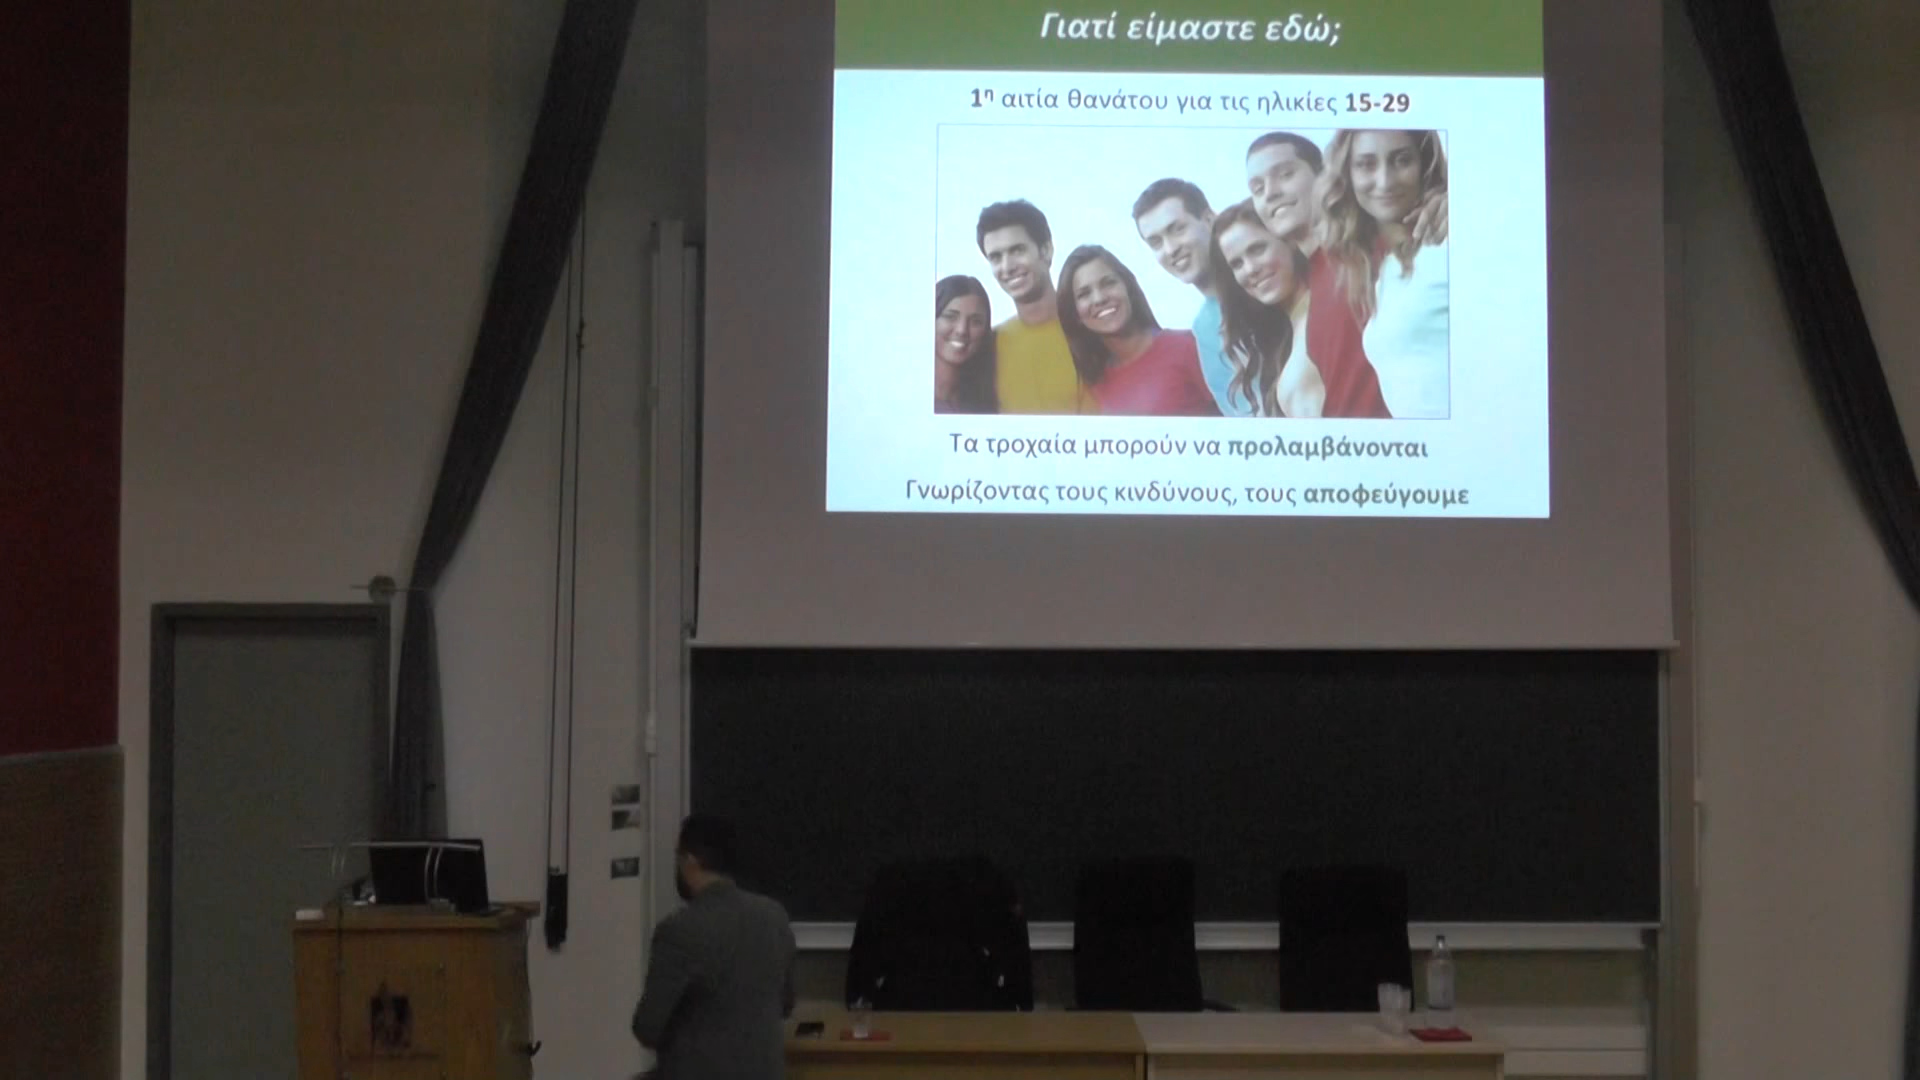 Γιατί είμαστε εδώ;
1η αιτία θανάτου για τις ηλικίες 15-29
Τα τροχαία μπορούν να προλαμβάνονται
Γνωρίζοντας τους κινδύνους, τους αποφεύγουμε